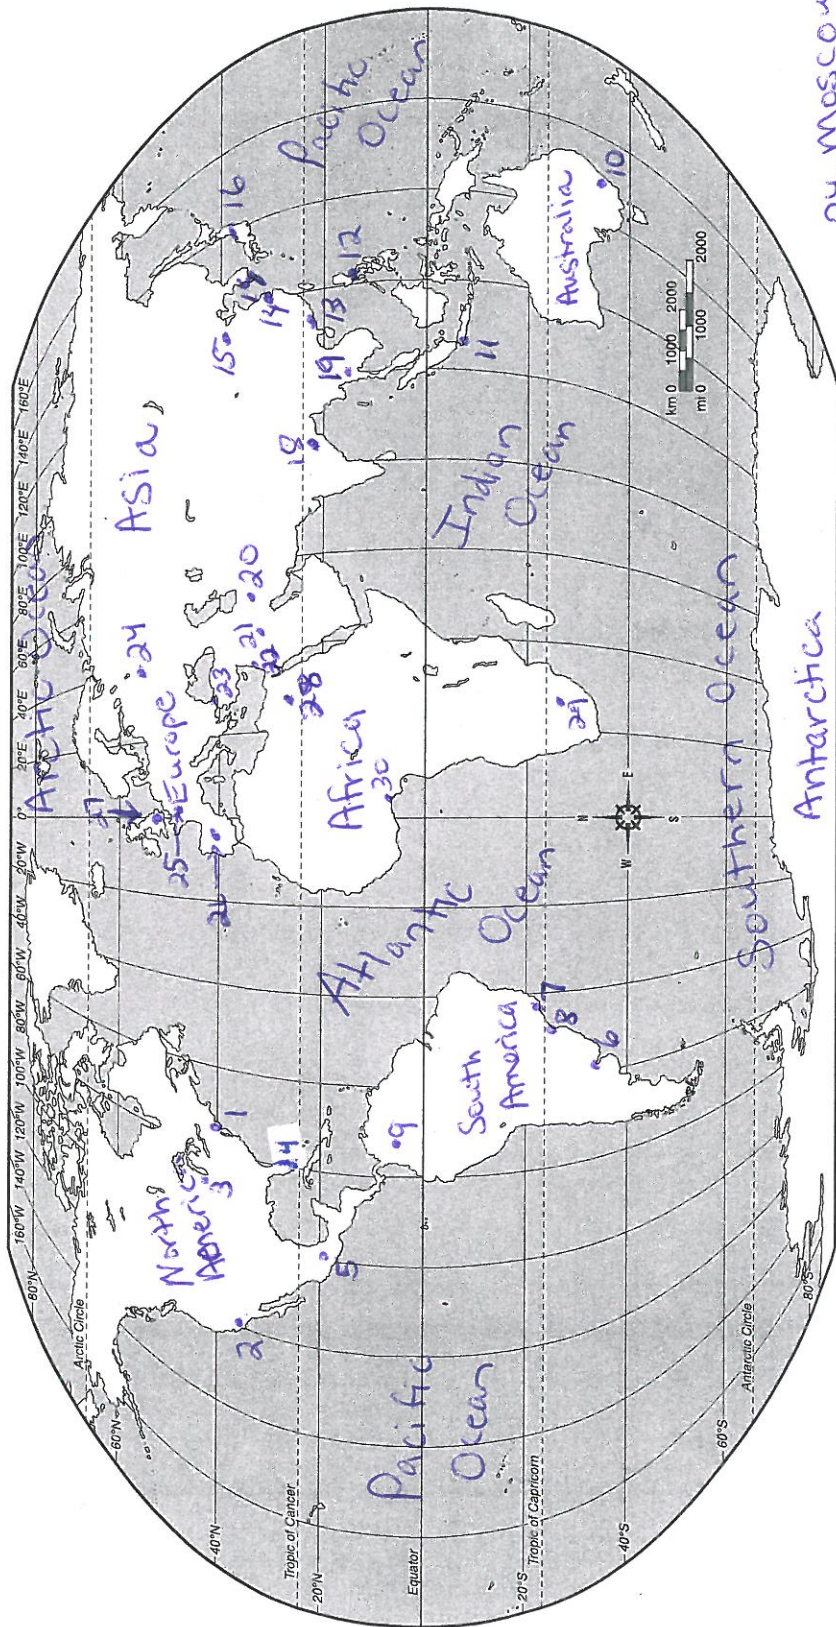 160°W 140°W 120°W 100°W 80°W 60°W 40°W 20°W 0° 20°E 40°E 60°E 80°E 100°E 120°E 140°E 160°E
Arctic Ocean
80°N
Arctic Circle
60°N
40°N
Tropic of Cancer
20°N
Equator
20°S
Tropic of Capricorn
40°S
60°S
Antarctic Circle
80°S
North
America
2
3
1
4
5
Pacific
Ocean
9
South
America
7
8
6
Atlantic
Ocean
27
25
Europe
24
26
23
22
21
20
Africa
28
30
29
Asia
15
16
14
18
19
13
12
11
Pacific
Ocean
Indian
Ocean
Australia
10
N
W E
S
km 0 1000 2000
mi 0 1000 2000
Southern Ocean
Antarctica